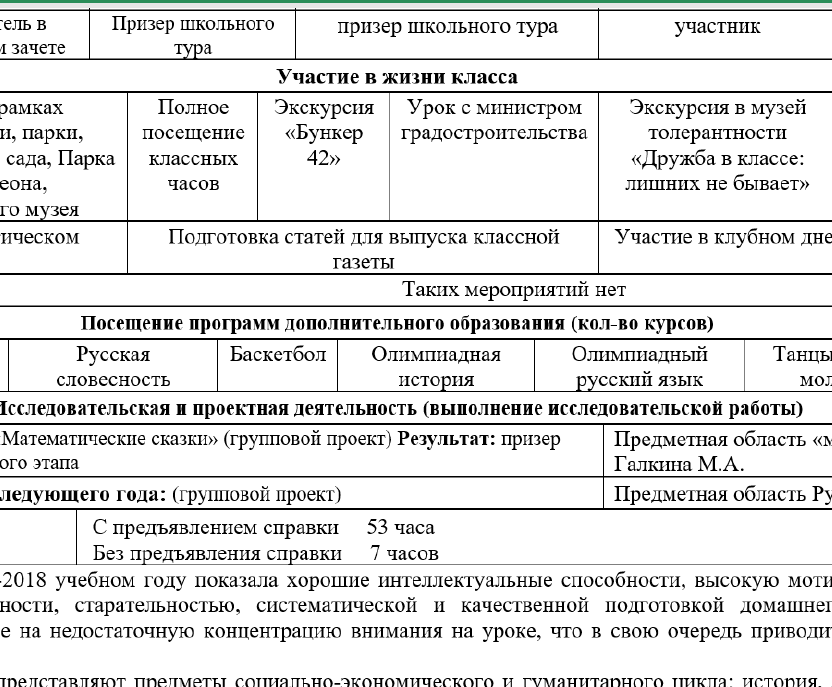 тель в Призер школьного призер школьного тура участник
м зачете тура
Участие в жизни класса
рамках Полное Экскурсия Урок с министром Экскурсия в музей
и, парки, посещение «Бункер градостроительства толерантности
сада, Парка классных 42» «Дружба в классе:
еона, часов лишних не бывает»
го музея
гическом Подготовка статей для выпуска классной Участие в клубном дне
газеты
Таких мероприятий нет
Посещение программ дополнительного образования (кол-во курсов)
Русская Баскетбол Олимпиадная Олимпиадный Танцы
словесность история русский язык мол
Исследовательская и проектная деятельность (выполнение исследовательской работы)
«Математические сказки» (групповой проект) Результат: призер Предметная область «м
ого этапа Галкина М.А.
ледующего года: (групповой проект) Предметная область Ру
С предъявлением справки 53 часа
Без предъявления справки 7 часов
-2018 учебном году показала хорошие интеллектуальные способности, высокую моти
ности, старательностью, систематической и качественной подготовкой домашнег
е на недостаточную концентрацию внимания на уроке, что в свою очередь приводит
представляют предметы социально-экономического и гуманитарного цикла: история,